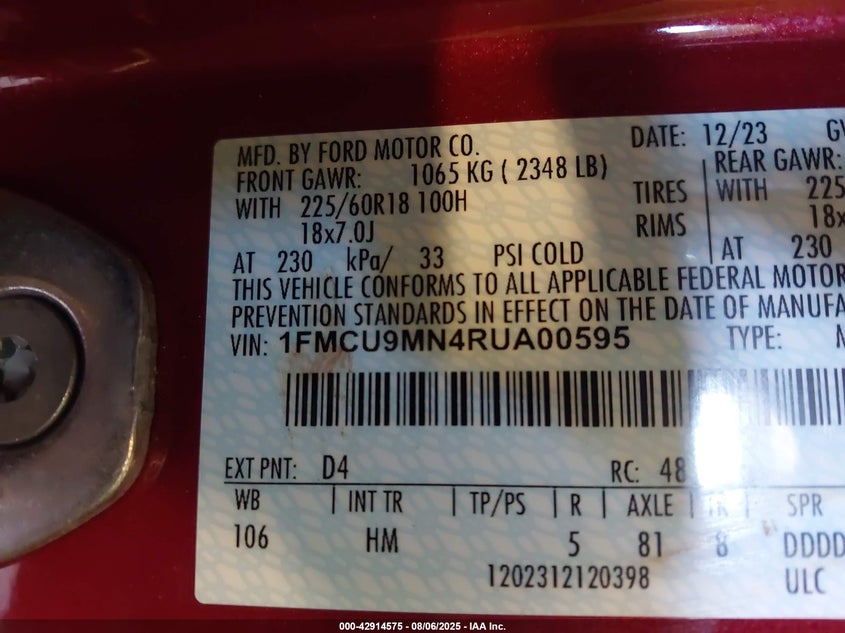 MFD. BY FORD MOTOR CO. DATE: 12/23
FRONT GAWR: 1065 KG ( 2348 LB) REAR GAWR:
WITH 225/60R18 100H TIRES WITH
18x7.0J RIMS
AT 230 kPa/ 33 PSI COLD AT 230
THIS VEHICLE CONFORMS TO ALL APPLICABLE FEDERAL MOTOR
PREVENTION STANDARDS IN EFFECT ON THE DATE OF
VIN: 1FMCU9MN4RUA00595 TYPE:
EXT PNT: D4 RC: 48
WB INT TR TP/PS R AXLE TR SPR
106 HM 5 81 8 DDDD
1202312120398 ULC
000-42914575 - 08/06/2025 - IAA Inc.